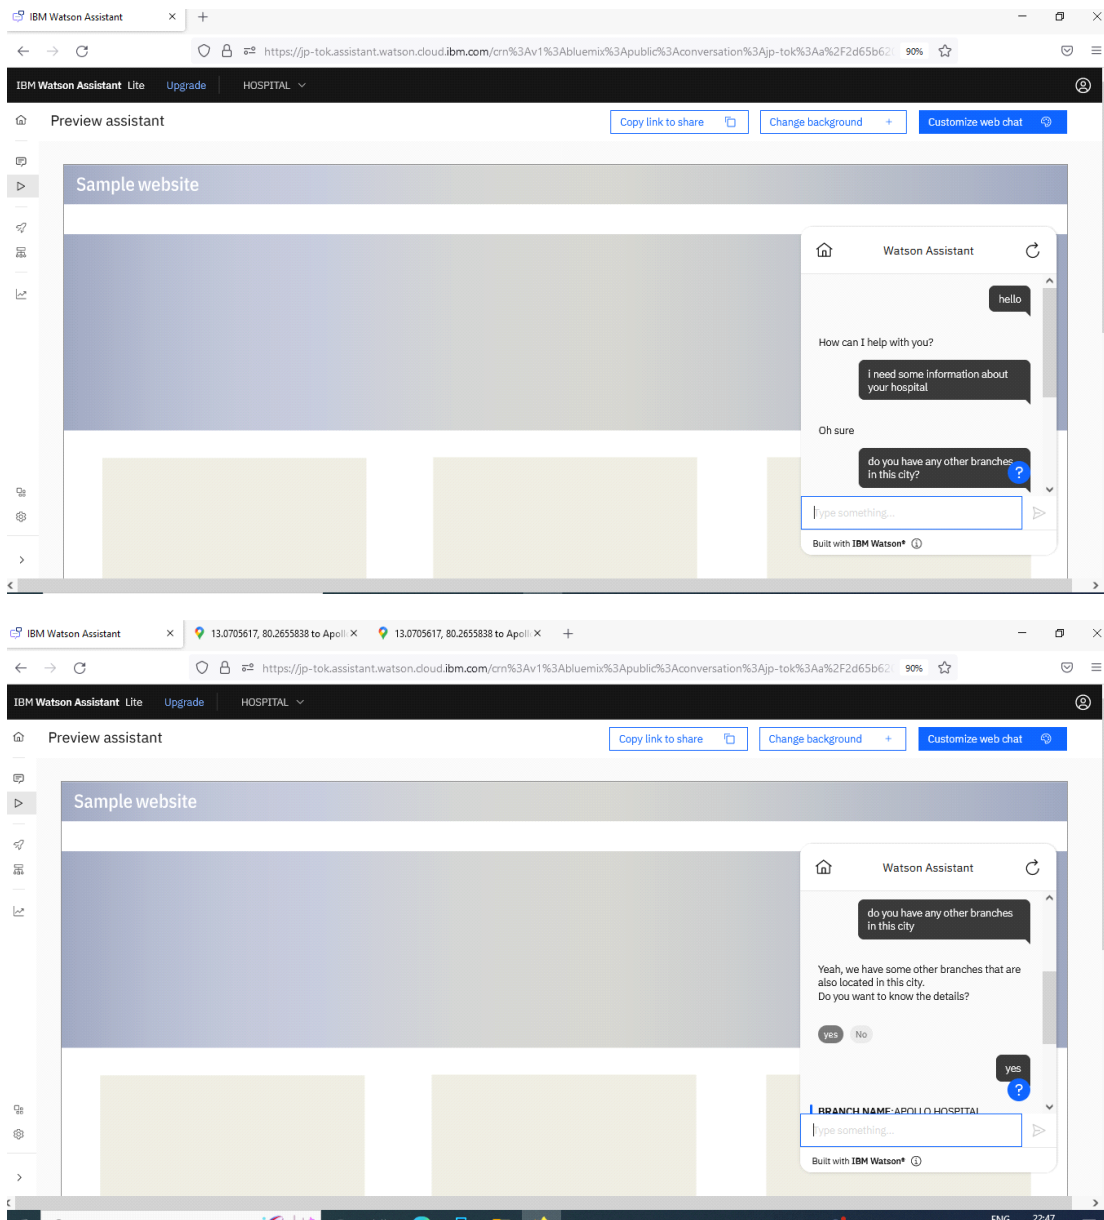 IBM Watson Assistant
https://jp-tok.assistant.watson.cloud.ibm.com/crn%3Av1%3Abluemix%3Apublic%3Aconversation%3Ajp-tok%3Aa%2F2d65b62 90%
IBM Watson Assistant Lite Upgrade HOSPITAL
Preview assistant Copy link to share Change background + Customize web chat
Sample website
Watson Assistant
hello
How can I help with you?
i need some information about
your hospital
Oh sure
do you have any other branches
in this city?
?
Type something...
Built with IBM Watson®
IBM Watson Assistant 13.0705617, 80.2655838 to Apoll 13.0705617, 80.2655838 to Apoll
https://jp-tok.assistant.watson.cloud.ibm.com/crn%3Av1%3Abluemix%3Apublic%3Aconversation%3Ajp-tok%3Aa%2F2d65b62 90%
IBM Watson Assistant Lite Upgrade HOSPITAL
Preview assistant Copy link to share Change background + Customize web chat
Sample website
Watson Assistant
do you have any other branches
in this city
Yeah, we have some other branches that are
also located in this city.
Do you want to know the details?
yes No
yes
?
BRANCH NAME:APOLLO HOSPITAL
Type something...
Built with IBM Watson®
ENG 22:47